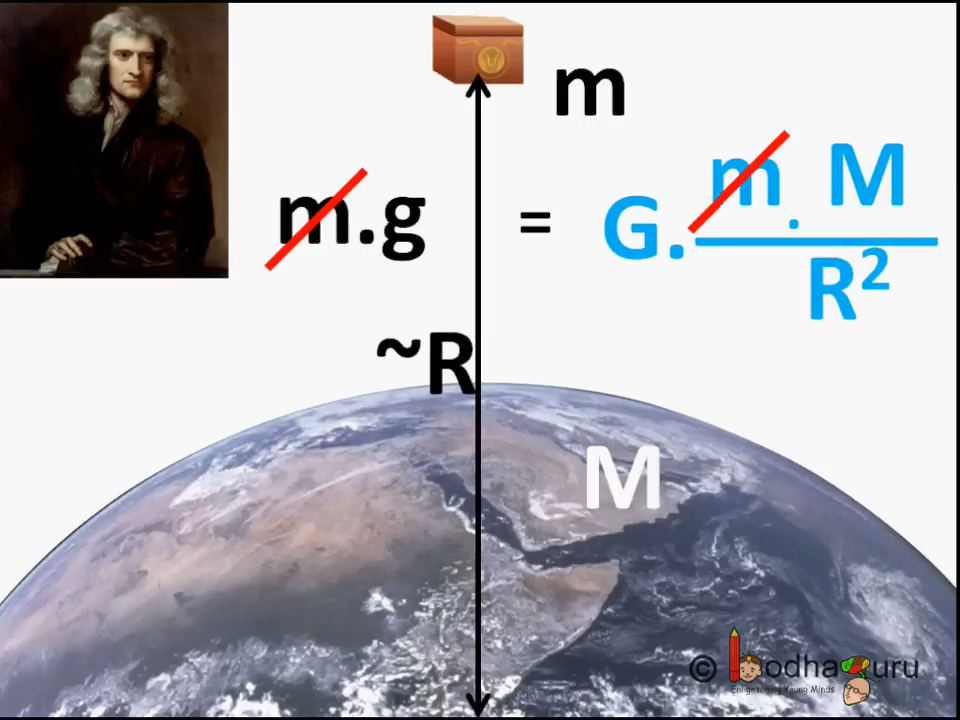 m
m.g = G. m . M
R²
~R
M
© bodhaguru
Enlightening Young Minds